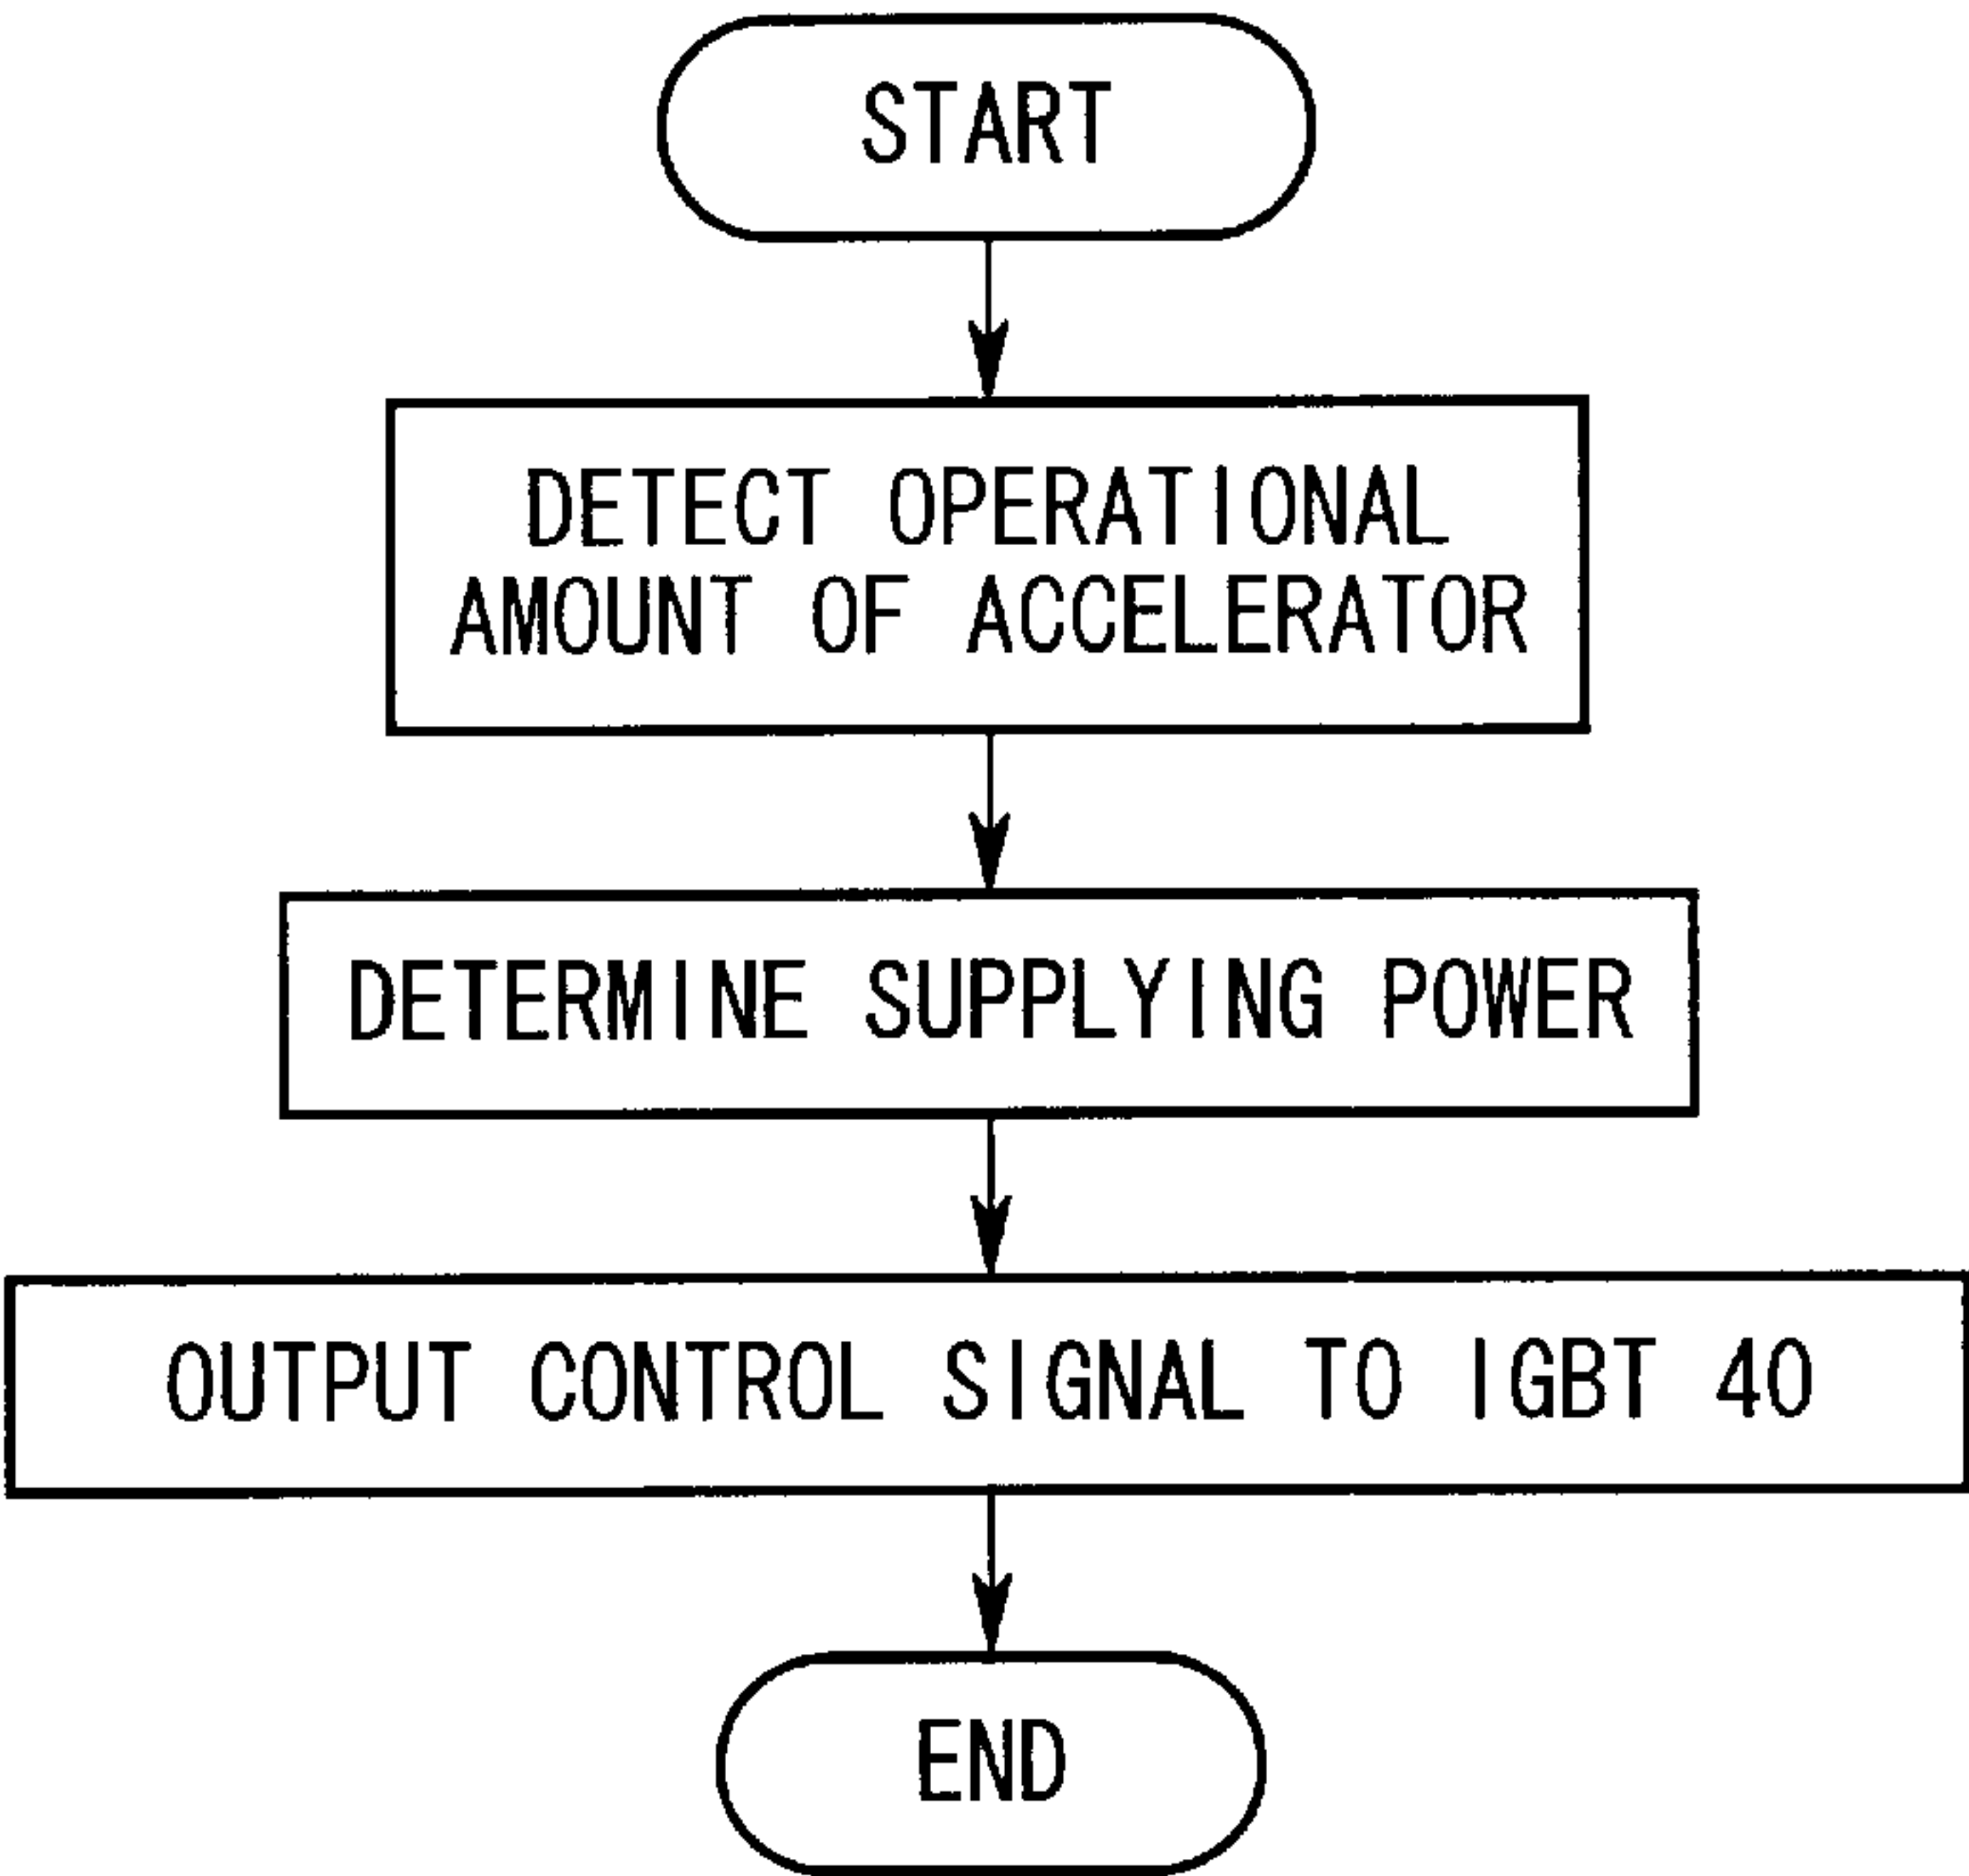 START
DETECT OPERATIONAL
AMOUNT OF ACCELERATOR
DETERMINE SUPPLYING POWER
OUTPUT CONTROL SIGNAL TO IGBT 40
END